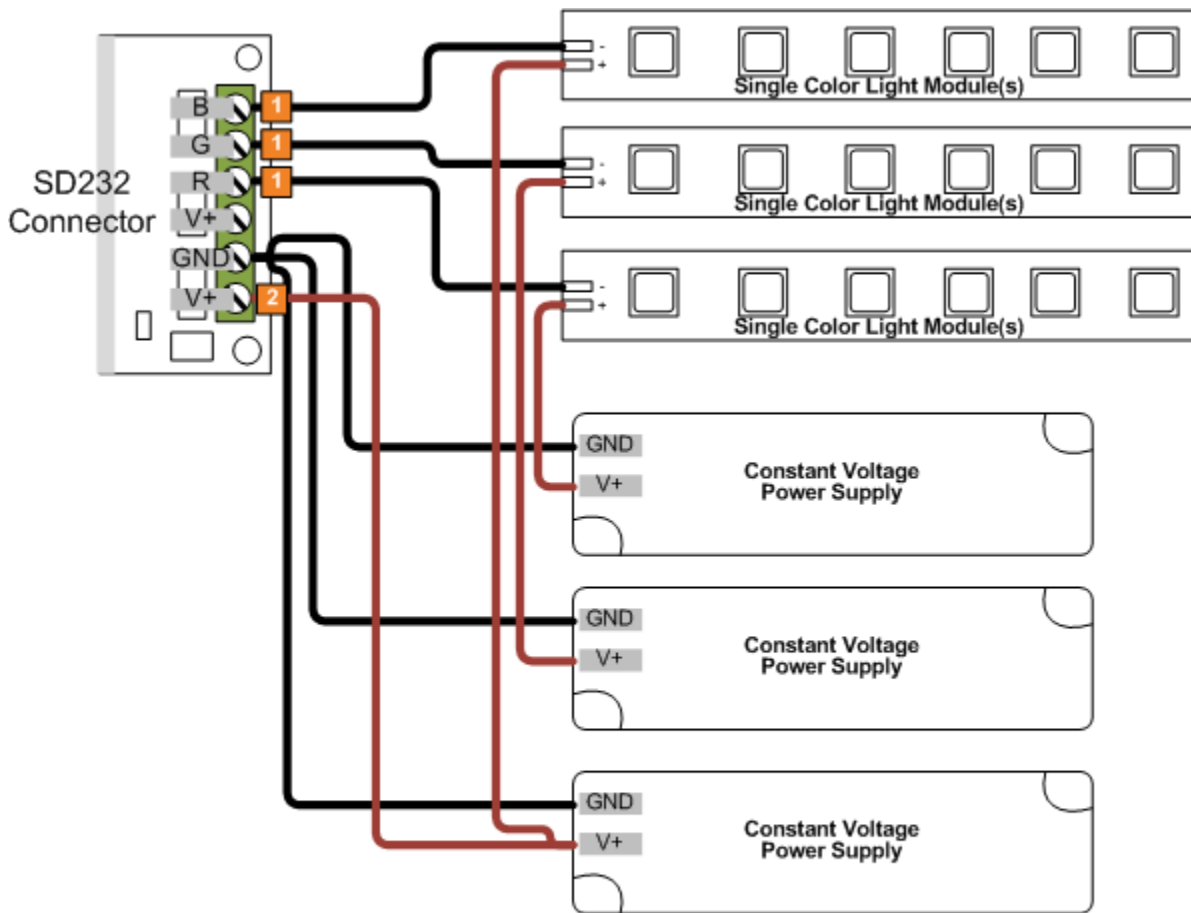 SD232
Connector
B
G
R
V+
GND
V+
1
1
1
2
-
+
Single Color Light Module(s)
-
+
Single Color Light Module(s)
-
+
Single Color Light Module(s)
GND
V+
Constant Voltage
Power Supply
GND
V+
Constant Voltage
Power Supply
GND
V+
Constant Voltage
Power Supply